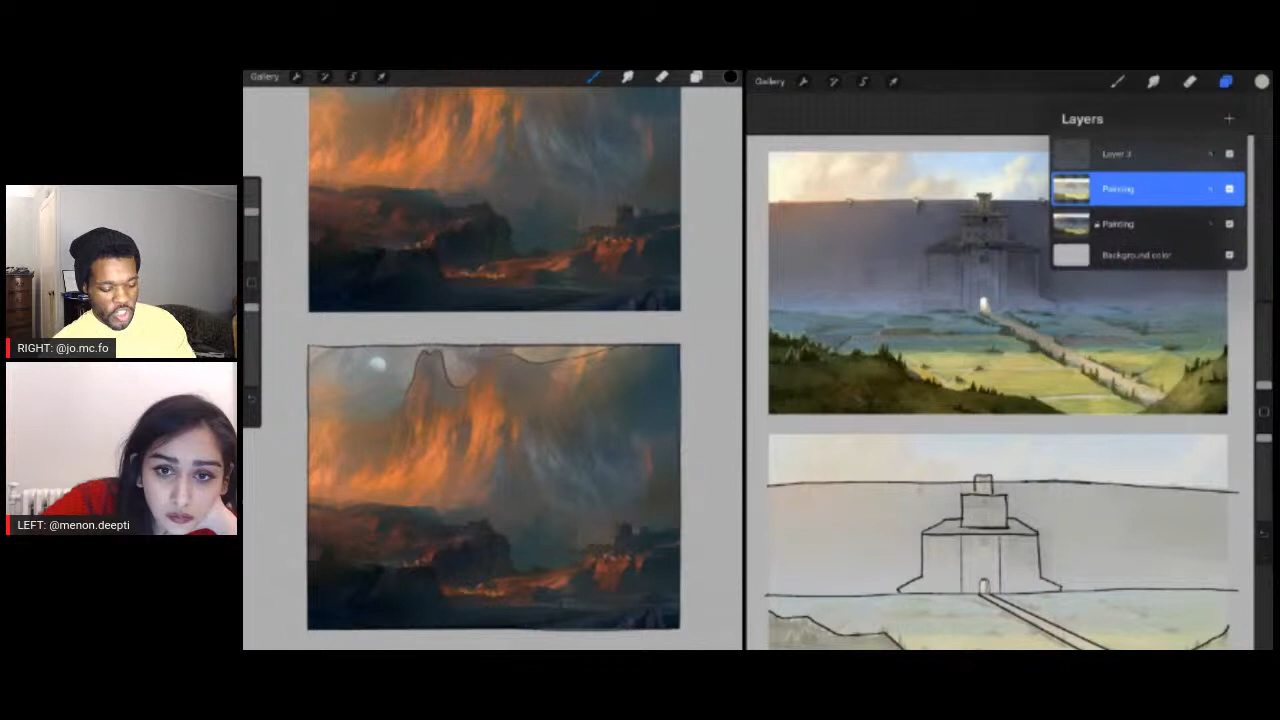 Gallery
Gallery
Layers
Layer 3
Painting
Painting
Background color
RIGHT: @jo.mc.fo
LEFT: @menon.deepti